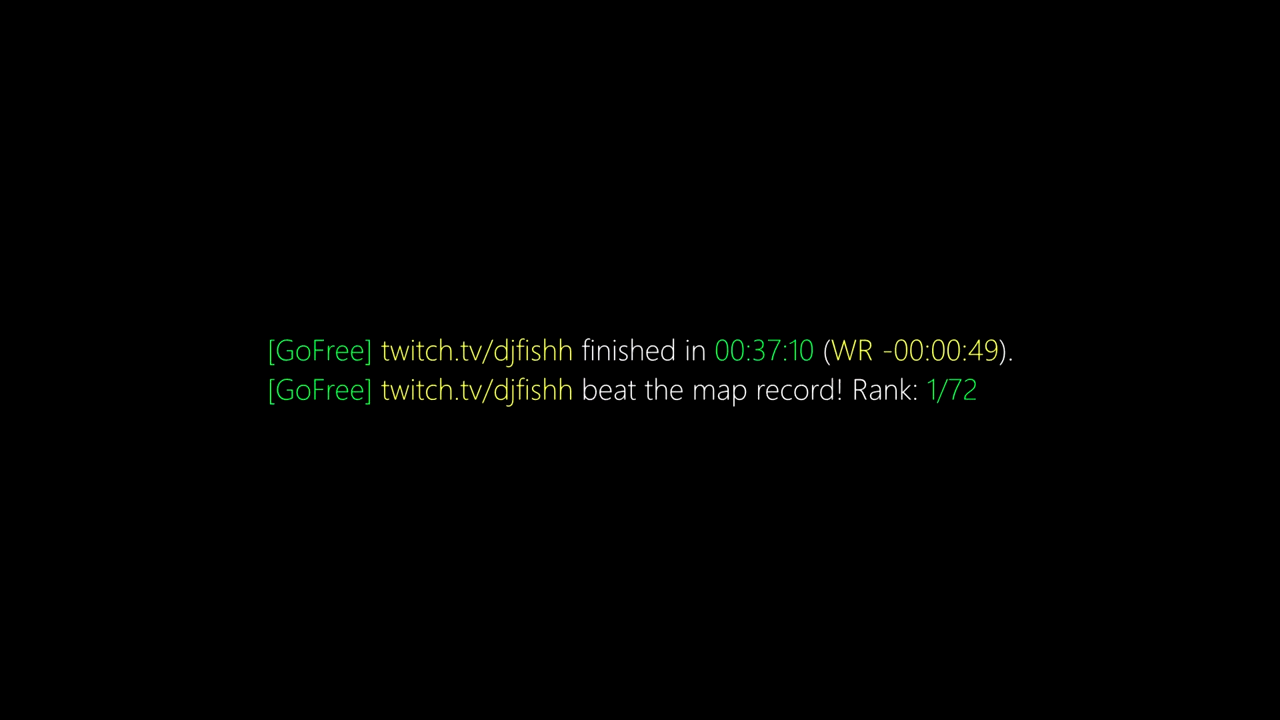 [GoFree] twitch.tv/djfishh finished in 00:37:10 (WR -00:00:49).
[GoFree] twitch.tv/djfishh beat the map record! Rank: 1/72